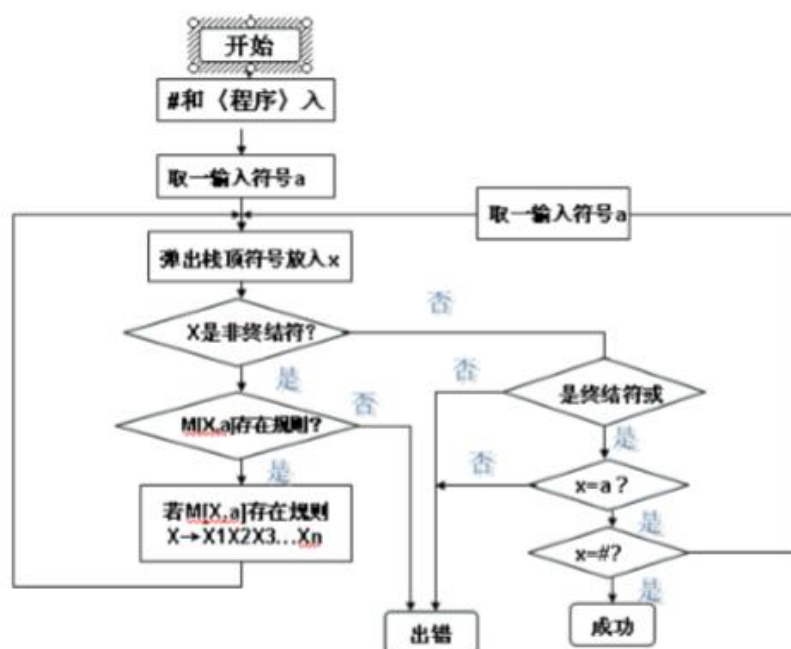 开始
#和〈程序〉入
取一输入符号a
取一输入符号a
弹出栈顶符号放入x
否
X是非终结符?
是
否
否
是终结符或
M[X,a]存在规则?
是
是
否
x=a？
若M[X,a]存在规则
X→X1X2X3...Xn
是
x=#?
是
出错
成功